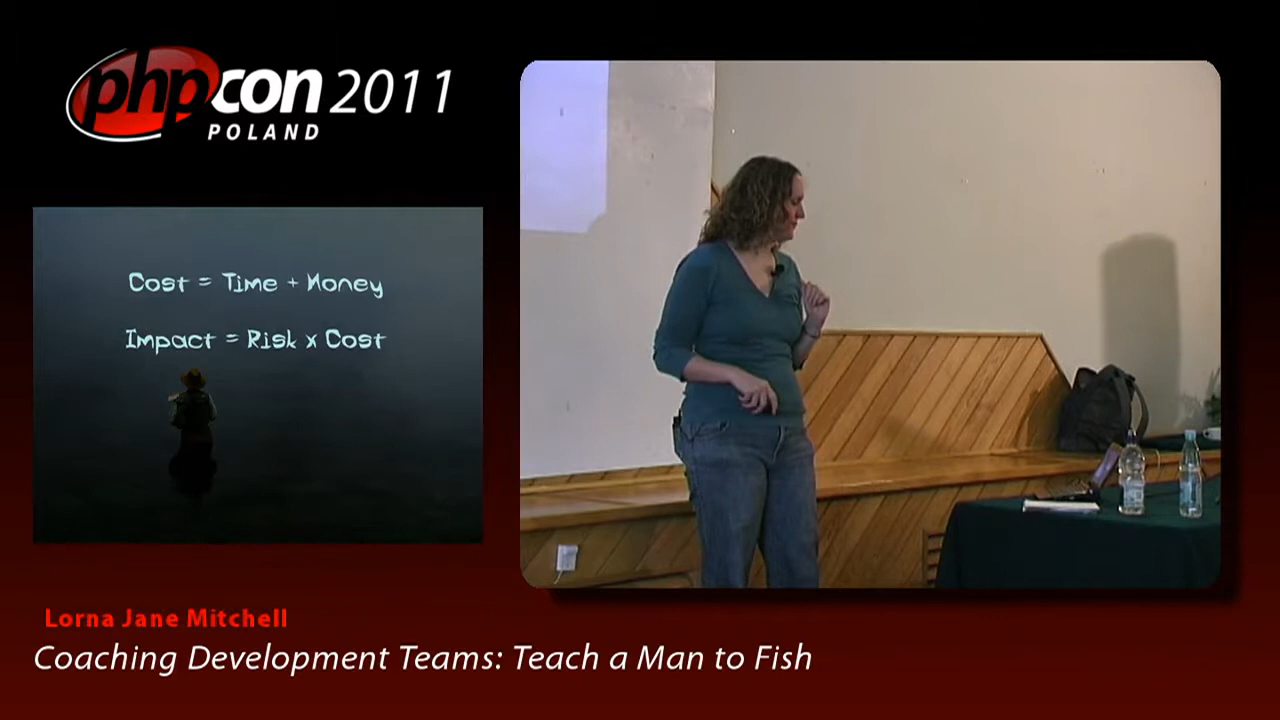 phpcon 2011
POLAND
Cost = Time + Money
Impact = Risk x Cost
Lorna Jane Mitchell
Coaching Development Teams: Teach a Man to Fish